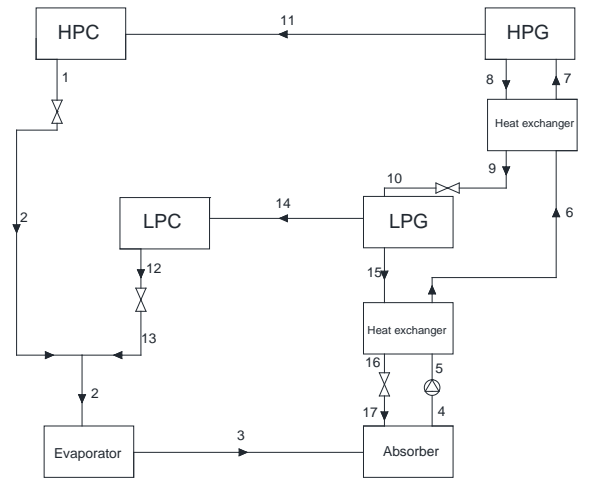 11
HPC
HPG
1
8
7
Heat exchanger
9
10
6
2
14
LPC
LPG
12
15
Heat exchanger
13
16
5
2
17
4
3
Evaporator
Absorber